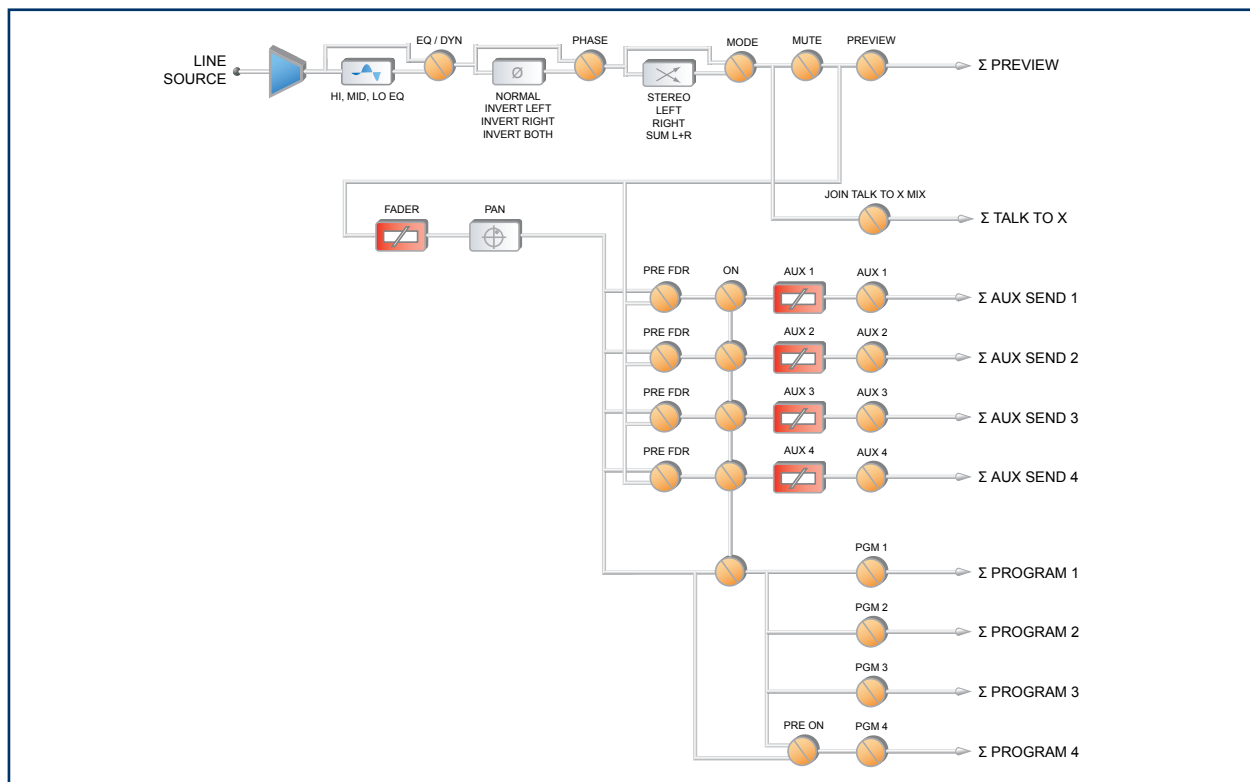 EQ / DYN
PHASE
MODE
MUTE
PREVIEW
LINE
SOURCE
Σ PREVIEW
HI, MID, LO EQ
Ø
NORMAL
INVERT LEFT
INVERT RIGHT
INVERT BOTH
STEREO
LEFT
RIGHT
SUM L+R
JOIN TALK TO X MIX
Σ TALK TO X
FADER
PAN
PRE FDR
ON
AUX 1
AUX 1
Σ AUX SEND 1
PRE FDR
AUX 2
AUX 2
Σ AUX SEND 2
PRE FDR
AUX 3
AUX 3
Σ AUX SEND 3
PRE FDR
AUX 4
AUX 4
Σ AUX SEND 4
PGM 1
Σ PROGRAM 1
PGM 2
Σ PROGRAM 2
PGM 3
Σ PROGRAM 3
PRE ON
PGM 4
Σ PROGRAM 4